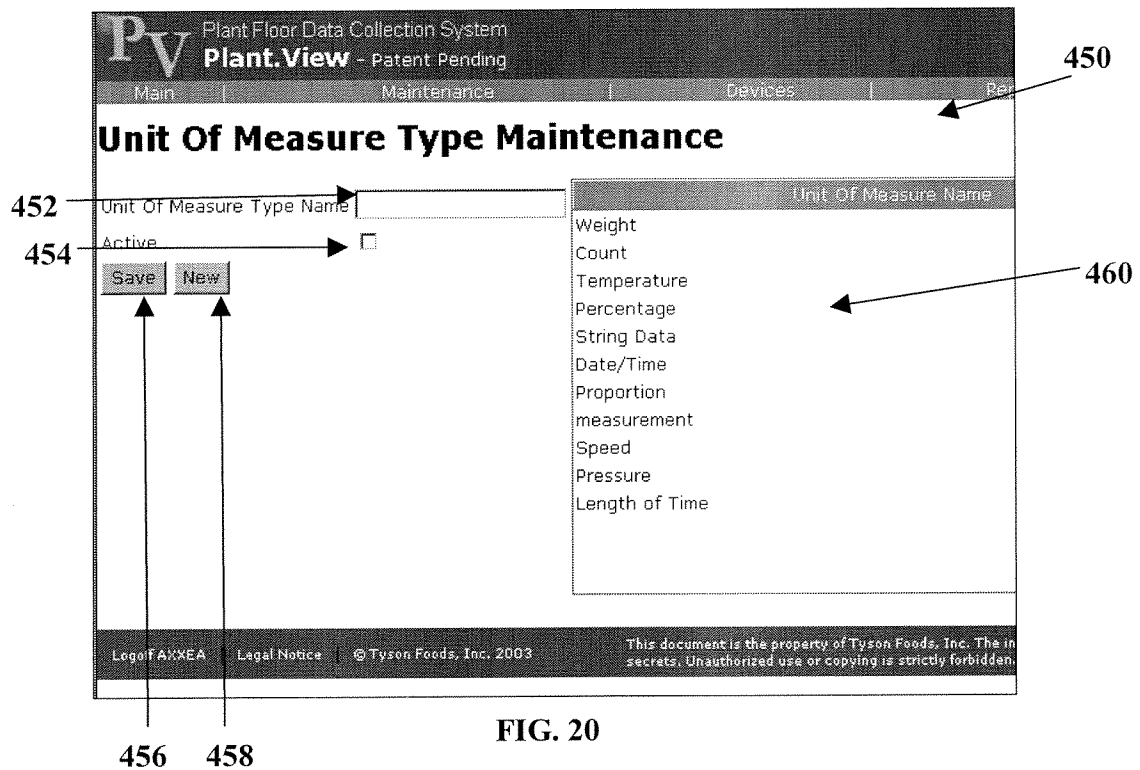 PV Plant Floor Data Collection System
Plant.View - Patent Pending
450
Main | Maintenance | Devices |
Unit Of Measure Type Maintenance
452
Unit Of Measure Type Name
Unit Of Measure Name
454
Active
Save New
Weight
Count
Temperature
460
Percentage
String Data
Date/Time
Proportion
measurement
Speed
Pressure
Length of Time
Logoff AXXEA | Legal Notice | © Tyson Foods, Inc. 2003
This document is the property of Tyson Foods, Inc. The in
secrets. Unauthorized use or copying is strictly forbidden.
FIG. 20
456 458